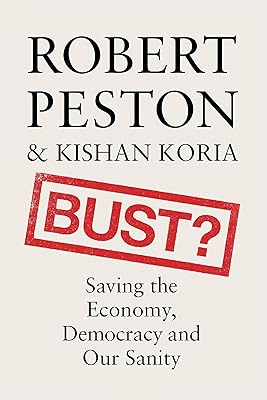 ROBERT
PESTON
& KISHAN KORIA
BUST?
Saving the
Economy,
Democracy and
Our Sanity